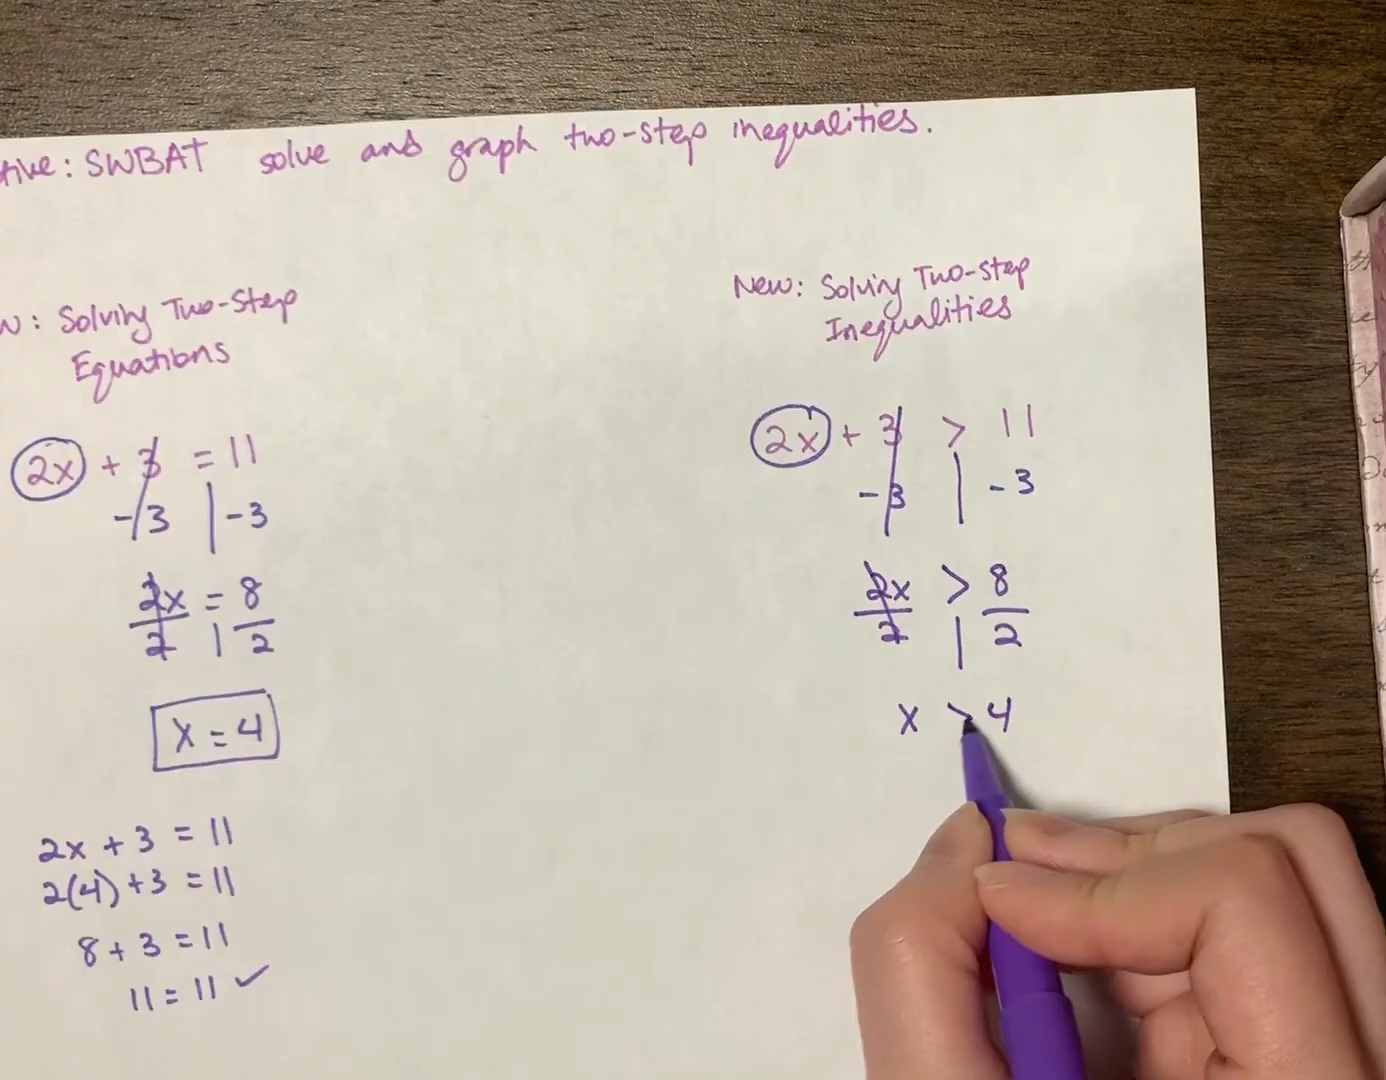 tive: SWBAT solve and graph two-step inequalities.
w: Solving Two-Step
Equations
2x + 3 = 11
-3 | -3
2x = 8
2 | 2
x = 4
2x + 3 = 11
2(4) + 3 = 11
8 + 3 = 11
11 = 11 ✓
New: Solving Two-Step
Inequalities
2x + 3 > 11
-3 | -3
2x > 8
2 | 2
x > 4